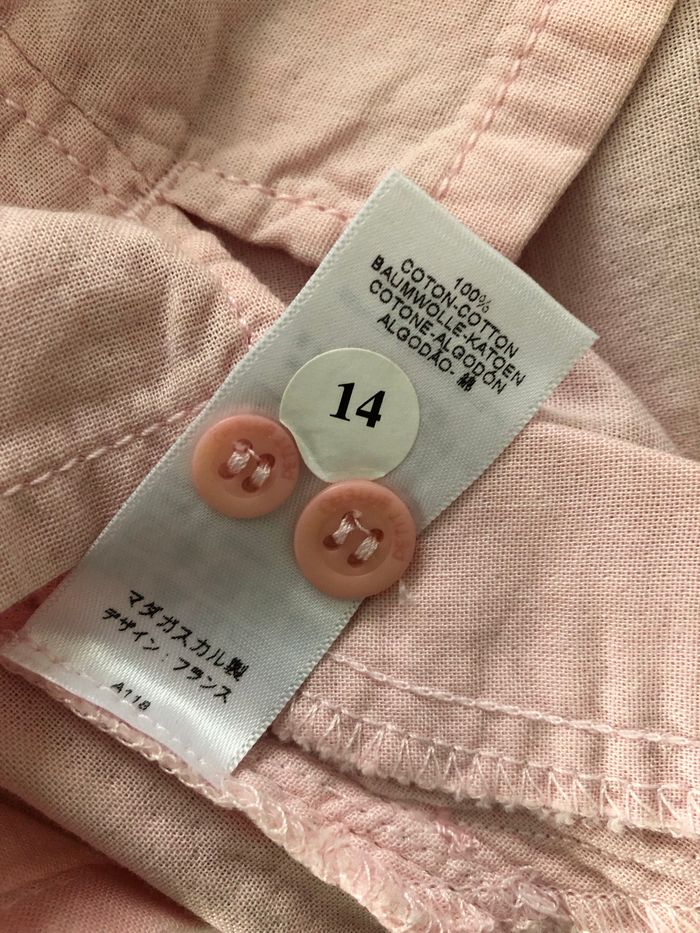 100%
COTON-COTTON
BAUMWOLLE-KATOEN
COTONE-ALGODÓN
ALGODÃO- 綿
14
マダガスカル製
デザイン：フランス
A118